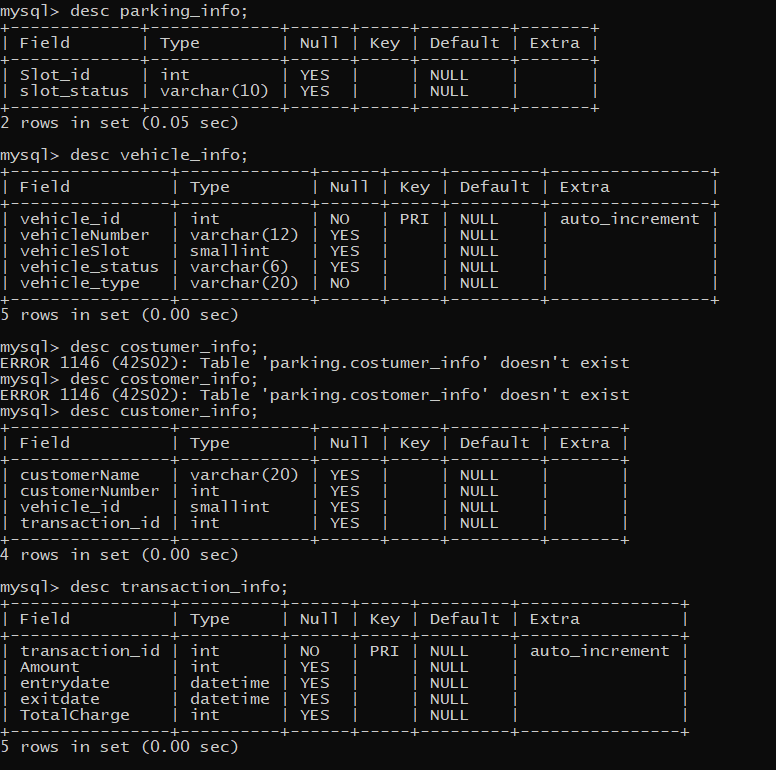 mysql> desc parking_info;
+-------------+-------------+------+-----+---------+-------+
| Field       | Type        | Null | Key | Default | Extra |
+-------------+-------------+------+-----+---------+-------+
| Slot_id     | int         | YES  |     | NULL    |       |
| slot_status | varchar(10) | YES  |     | NULL    |       |
+-------------+-------------+------+-----+---------+-------+
2 rows in set (0.05 sec)

mysql> desc vehicle_info;
+----------------+-------------+------+-----+---------+----------------+
| Field          | Type        | Null | Key | Default | Extra          |
+----------------+-------------+------+-----+---------+----------------+
| vehicle_id     | int         | NO   | PRI | NULL    | auto_increment |
| vehicleNumber  | varchar(12) | YES  |     | NULL    |                |
| vehicleSlot    | smallint    | YES  |     | NULL    |                |
| vehicle_status | varchar(6)  | YES  |     | NULL    |                |
| vehicle_type   | varchar(20) | NO   |     | NULL    |                |
+----------------+-------------+------+-----+---------+----------------+
5 rows in set (0.00 sec)

mysql> desc costumer_info;
ERROR 1146 (42S02): Table 'parking.costumer_info' doesn't exist
mysql> desc costomer_info;
ERROR 1146 (42S02): Table 'parking.costomer_info' doesn't exist
mysql> desc customer_info;
+----------------+-------------+------+-----+---------+-------+
| Field          | Type        | Null | Key | Default | Extra |
+----------------+-------------+------+-----+---------+-------+
| customerName   | varchar(20) | YES  |     | NULL    |       |
| customerNumber | int         | YES  |     | NULL    |       |
| vehicle_id     | smallint    | YES  |     | NULL    |       |
| transaction_id | int         | YES  |     | NULL    |       |
+----------------+-------------+------+-----+---------+-------+
4 rows in set (0.00 sec)

mysql> desc transaction_info;
+----------------+----------+------+-----+---------+----------------+
| Field          | Type     | Null | Key | Default | Extra          |
+----------------+----------+------+-----+---------+----------------+
| transaction_id | int      | NO   | PRI | NULL    | auto_increment |
| Amount         | int      | YES  |     | NULL    |                |
| entrydate      | datetime | YES  |     | NULL    |                |
| exitdate       | datetime | YES  |     | NULL    |                |
| TotalCharge    | int      | YES  |     | NULL    |                |
+----------------+----------+------+-----+---------+----------------+
5 rows in set (0.00 sec)